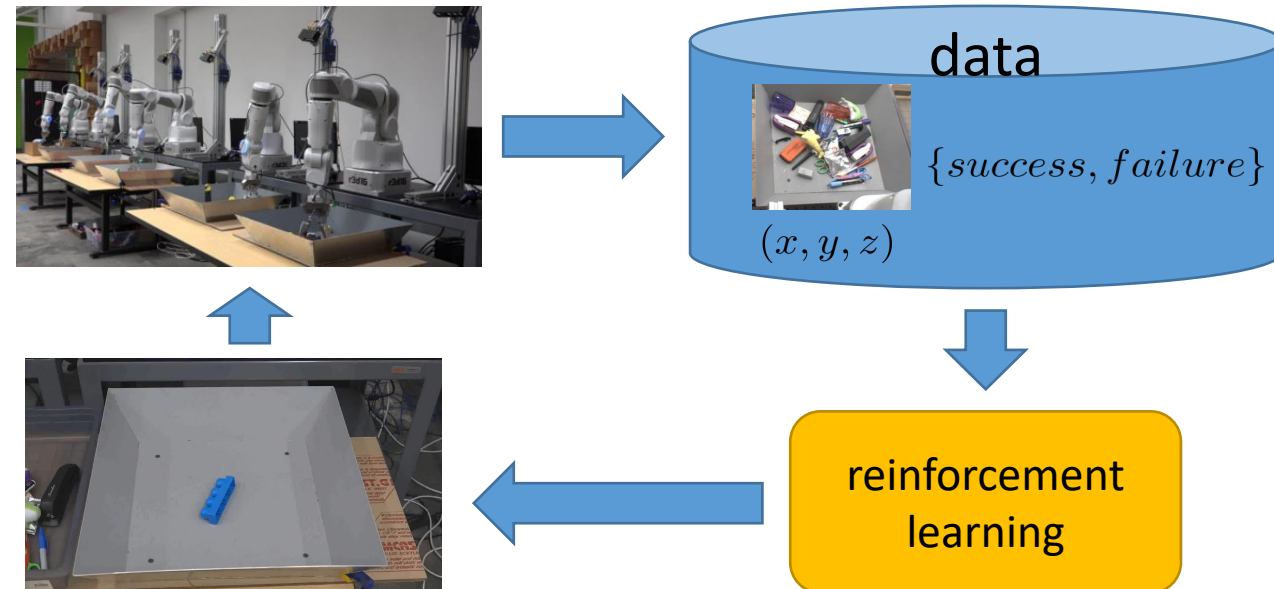 data
{success, failure}
(x, y, z)
reinforcement
learning